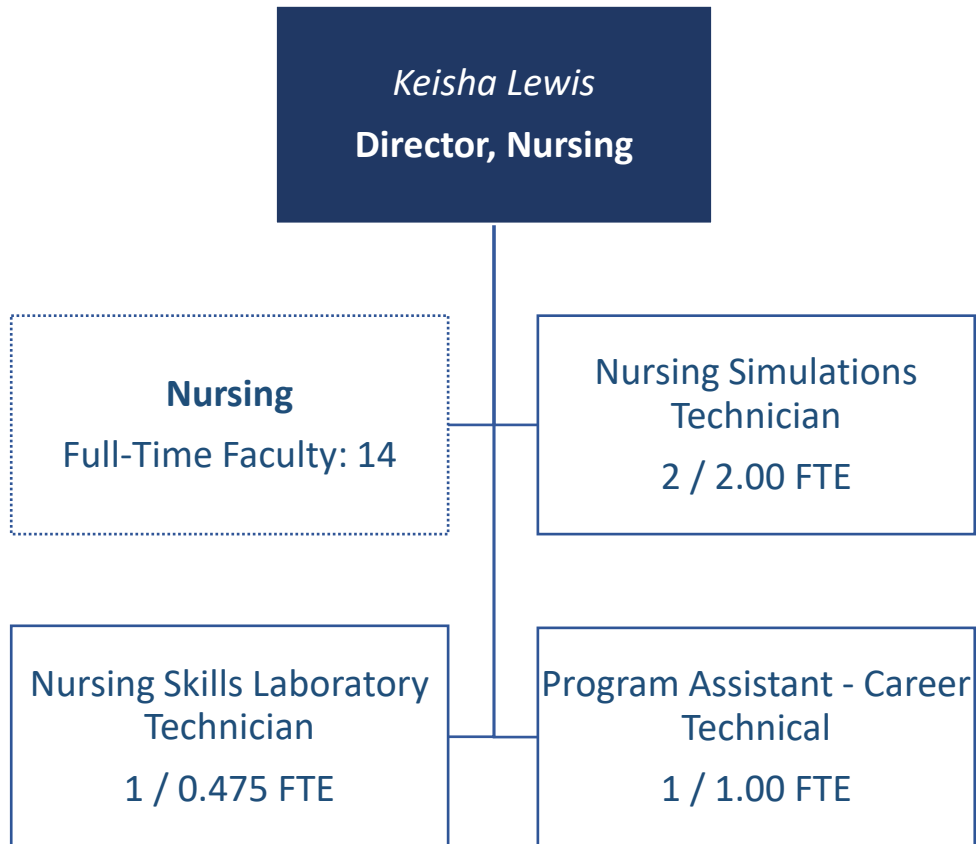 Keisha Lewis
Director, Nursing
Nursing
Full-Time Faculty: 14
Nursing Simulations
Technician
2 / 2.00 FTE
Nursing Skills Laboratory
Technician
1 / 0.475 FTE
Program Assistant - Career
Technical
1 / 1.00 FTE